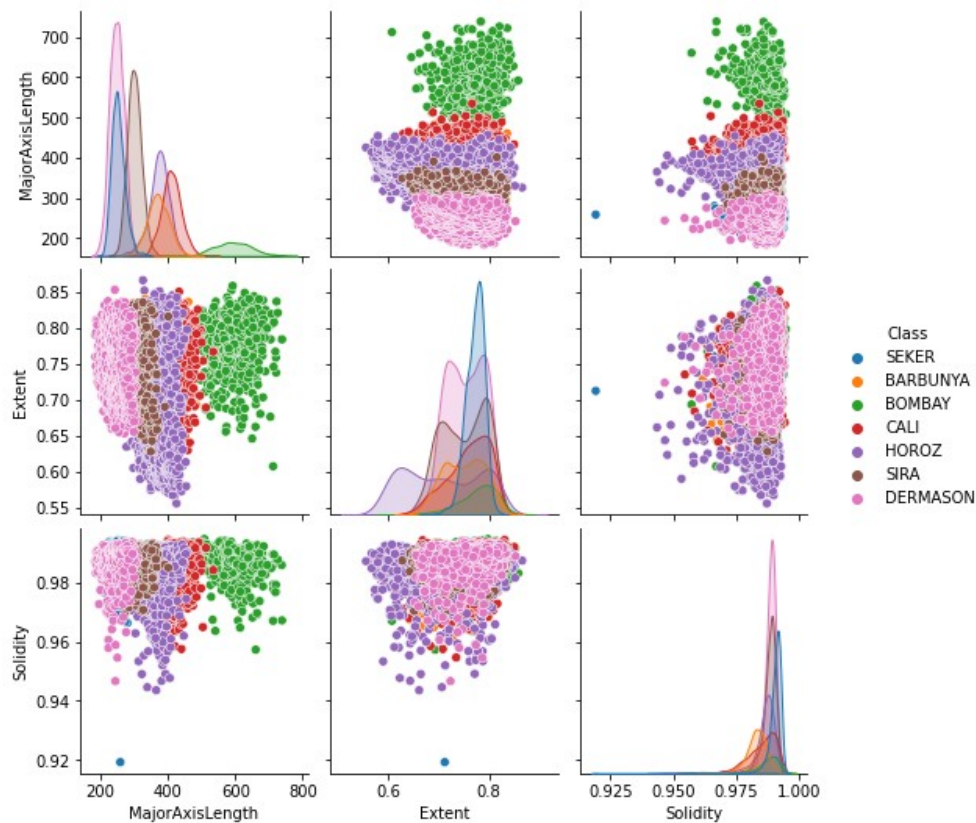 700
600
500
400
300
200
MajorAxisLength
0.85
0.80
0.75
0.70
0.65
0.60
0.55
Extent
Class
SEKER
BARBUNYA
BOMBAY
CALI
HOROZ
SIRA
DERMASON
0.98
0.96
0.94
0.92
Solidity
200 400 600 800
MajorAxisLength
0.6 0.8
Extent
0.925 0.950 0.975 1.000
Solidity